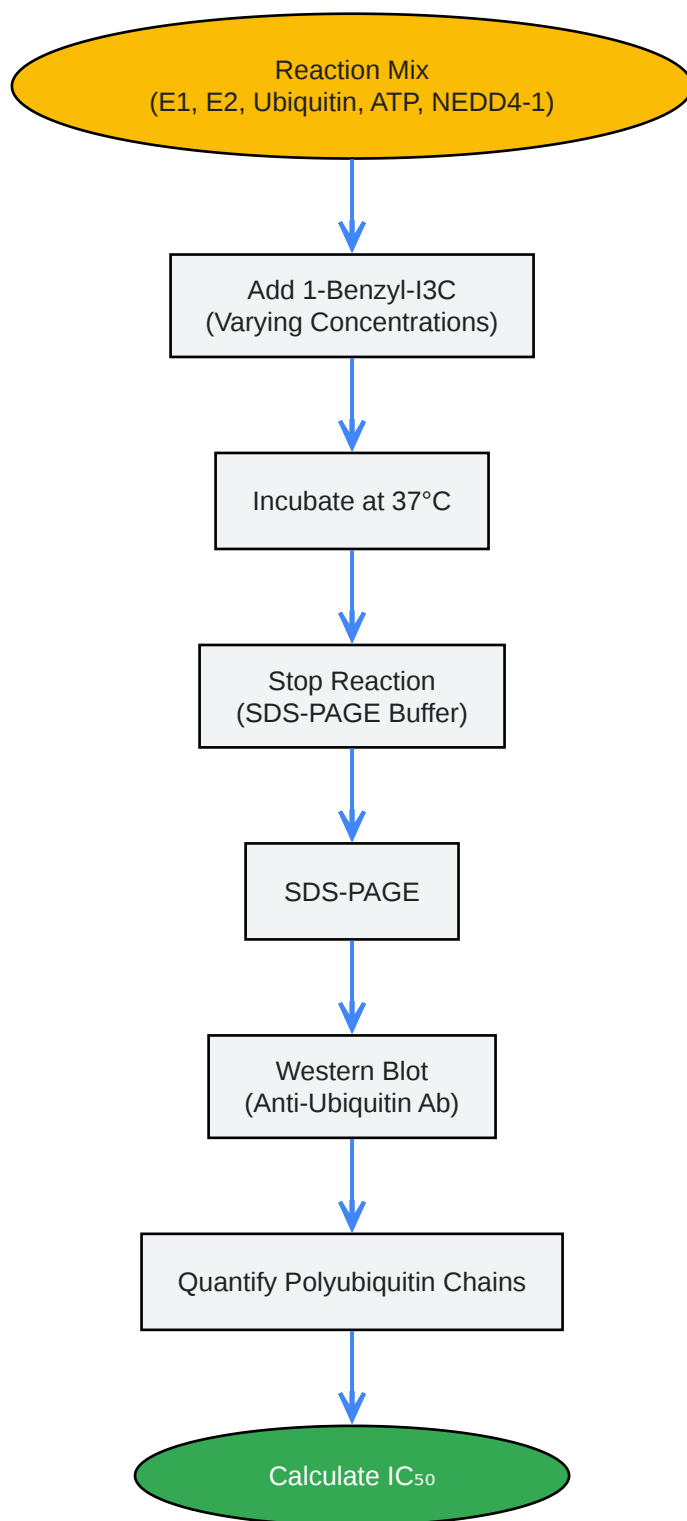 Reaction Mix
(E1, E2, Ubiquitin, ATP, NEDD4-1)
Add 1-Benzyl-I3C
(Varying Concentrations)
Incubate at 37°C
Stop Reaction
(SDS-PAGE Buffer)
SDS-PAGE
Western Blot
(Anti-Ubiquitin Ab)
Quantify Polyubiquitin Chains
Calculate IC₅₀